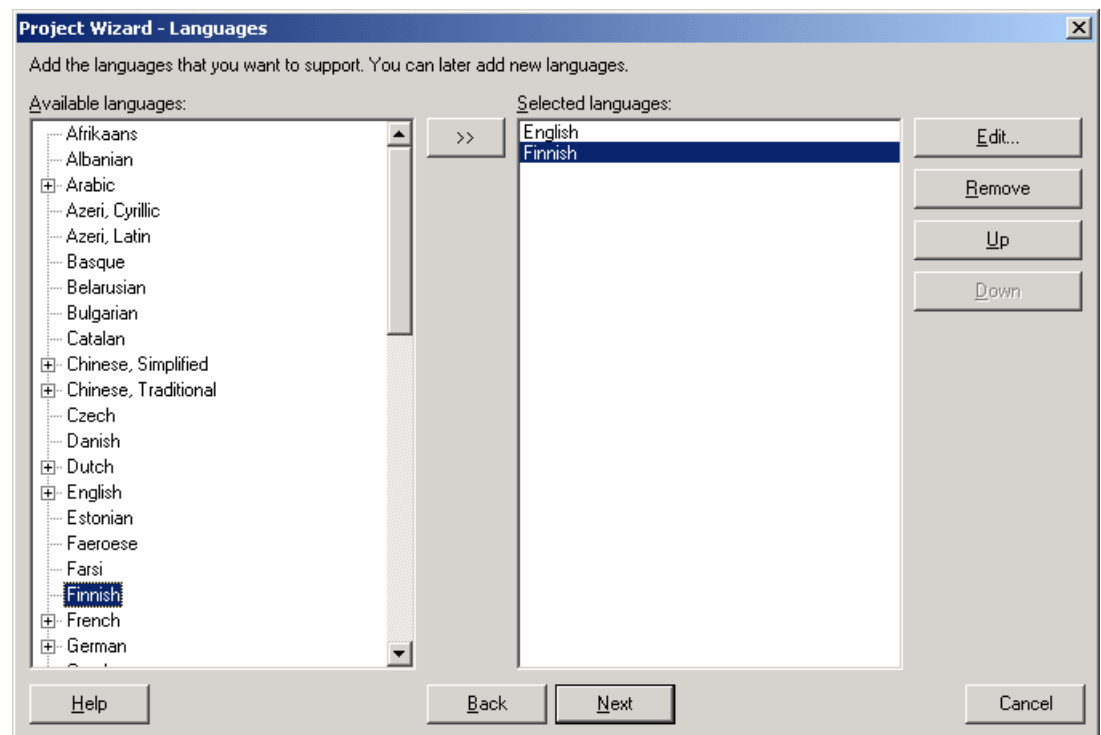 Project Wizard - Languages
Add the languages that you want to support. You can later add new languages.
Available languages:
Afrikaans
Albanian
Arabic
Azeri, Cyrillic
Azeri, Latin
Basque
Belarusian
Bulgarian
Catalan
Chinese, Simplified
Chinese, Traditional
Czech
Danish
Dutch
English
Estonian
Faeroese
Farsi
Finnish
French
German
>>
Selected languages:
English
Finnish
Edit...
Remove
Up
Down
Help
Back
Next
Cancel